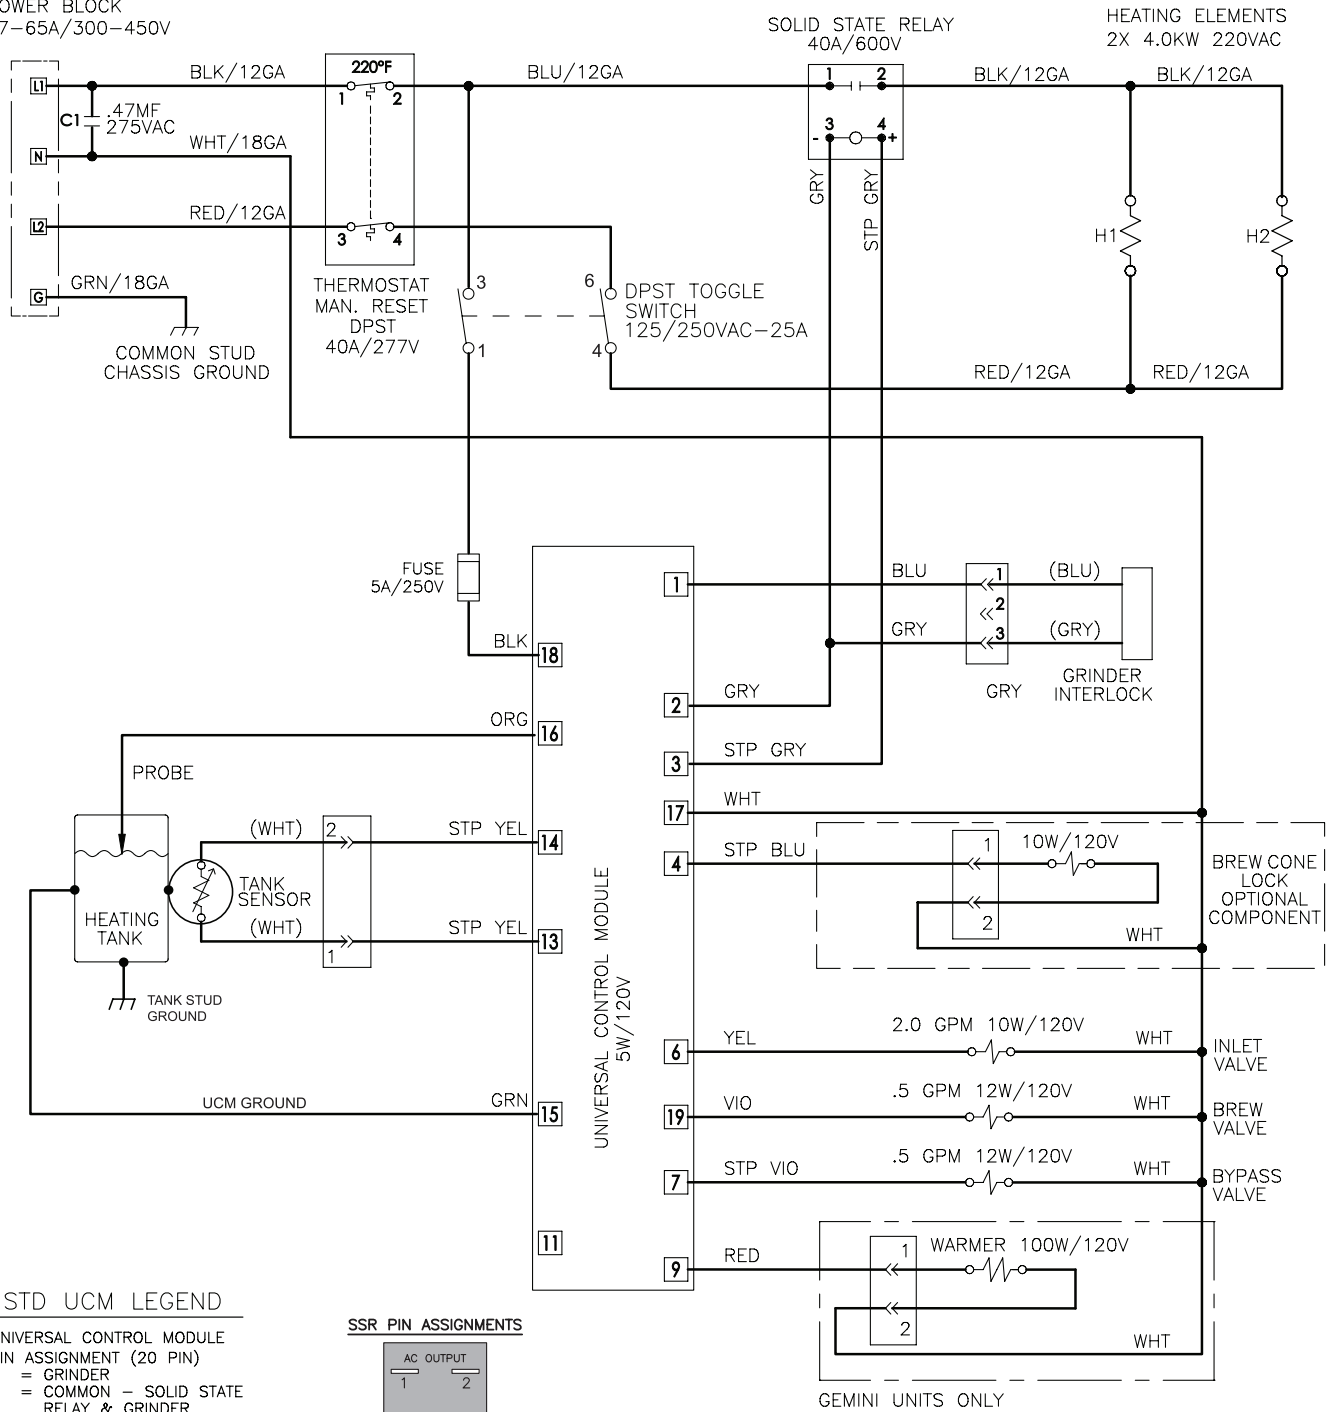 OWER BLOCK
7-65A/300-450V
SOLID STATE RELAY
40A/600V
HEATING ELEMENTS
2X 4.0KW 220VAC
L1
BLK/12GA
220°F
1
2
BLU/12GA
1
2
BLK/12GA
BLK/12GA
C1
.47MF
275VAC
3
4
-
+
N
WHT/18GA
GRY
STP GRY
L2
RED/12GA
3
4
H1
H2
G
GRN/18GA
THERMOSTAT
MAN. RESET
DPST
40A/277V
3
1
6
4
DPST TOGGLE
SWITCH
125/250VAC-25A
COMMON STUD
CHASSIS GROUND
RED/12GA
RED/12GA
FUSE
5A/250V
1
BLU
1
(BLU)
2
GRY
3
(GRY)
GRINDER
INTERLOCK
GRY
BLK
18
2
GRY
ORG
16
3
STP GRY
PROBE
17
WHT
(WHT)
2
STP YEL
14
4
STP BLU
1
10W/120V
BREW CONE
LOCK
OPTIONAL
COMPONENT
2
WHT
TANK
SENSOR
HEATING
TANK
(WHT)
1
STP YEL
13
UNIVERSAL CONTROL MODULE
5W/120V
TANK STUD
GROUND
6
YEL
2.0 GPM 10W/120V
WHT
INLET
VALVE
UCM GROUND
GRN
15
19
VIO
.5 GPM 12W/120V
WHT
BREW
VALVE
7
STP VIO
.5 GPM 12W/120V
WHT
BYPASS
VALVE
11
9
RED
1
WARMER 100W/120V
2
WHT
GEMINI UNITS ONLY
STD UCM LEGEND
NIVERSAL CONTROL MODULE
IN ASSIGNMENT (20 PIN)
= GRINDER
= COMMON - SOLID STATE
RELAY & GRINDER
SSR PIN ASSIGNMENTS
AC OUTPUT
1
2